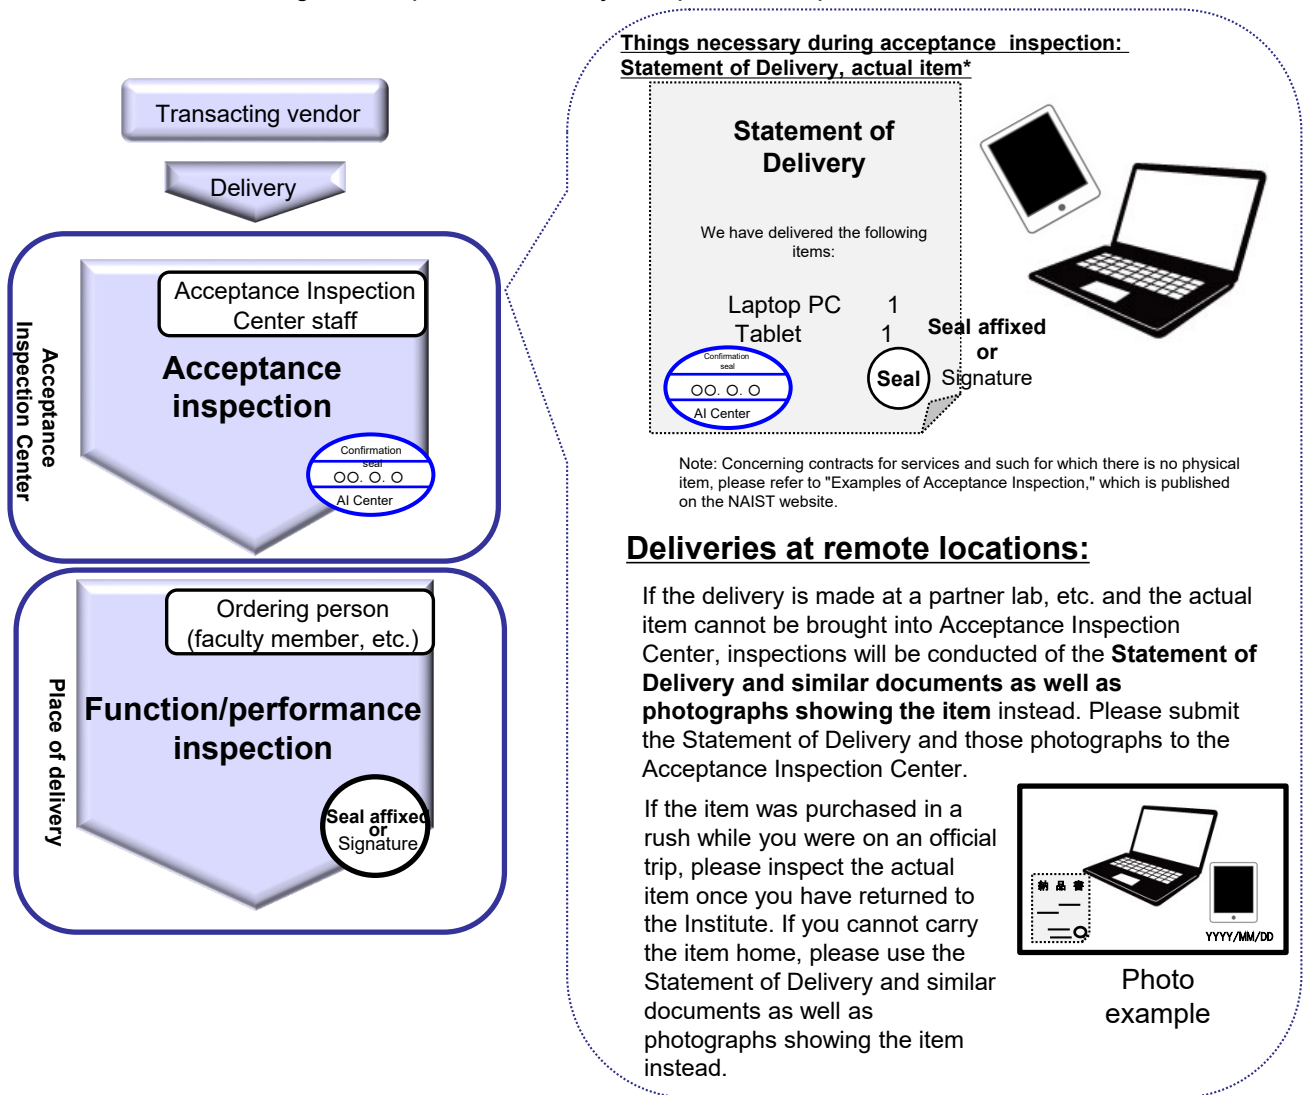 Transacting vendor
Delivery
Acceptance
Inspection Center
Acceptance Inspection
Center staff
Acceptance
inspection
Confirmation
seal
○○. ○. ○
AI Center
Place of delivery
Ordering person
(faculty member, etc.)
Function/performance
inspection
Seal affixed
or
Signature
Things necessary during acceptance inspection:
Statement of Delivery, actual item*
Statement of
Delivery
We have delivered the following
items:
Laptop PC 1
Tablet 1
Confirmation
seal
○○. ○. ○
AI Center
Seal
Seal affixed
or
Signature
Note: Concerning contracts for services and such for which there is no physical
item, please refer to "Examples of Acceptance Inspection," which is published
on the NAIST website.
Deliveries at remote locations:
If the delivery is made at a partner lab, etc. and the actual
item cannot be brought into Acceptance Inspection
Center, inspections will be conducted of the Statement of
Delivery and similar documents as well as
photographs showing the item instead. Please submit
the Statement of Delivery and those photographs to the
Acceptance Inspection Center.
If the item was purchased in a
rush while you were on an official
trip, please inspect the actual
item once you have returned to
the Institute. If you cannot carry
the item home, please use the
Statement of Delivery and similar
documents as well as
photographs showing the item
instead.
納品書
YYYY/MM/DD
Photo
example